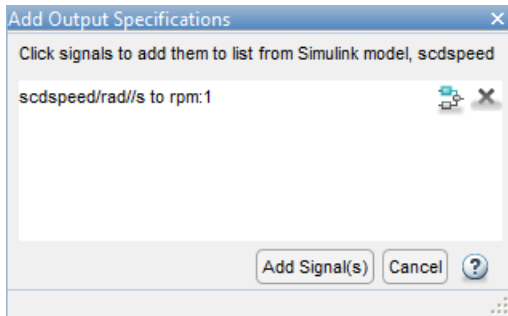 Add Output Specifications
Click signals to add them to list from Simulink model, scdspeed
scdspeed/rad//s to rpm:1
Add Signal(s) Cancel ?